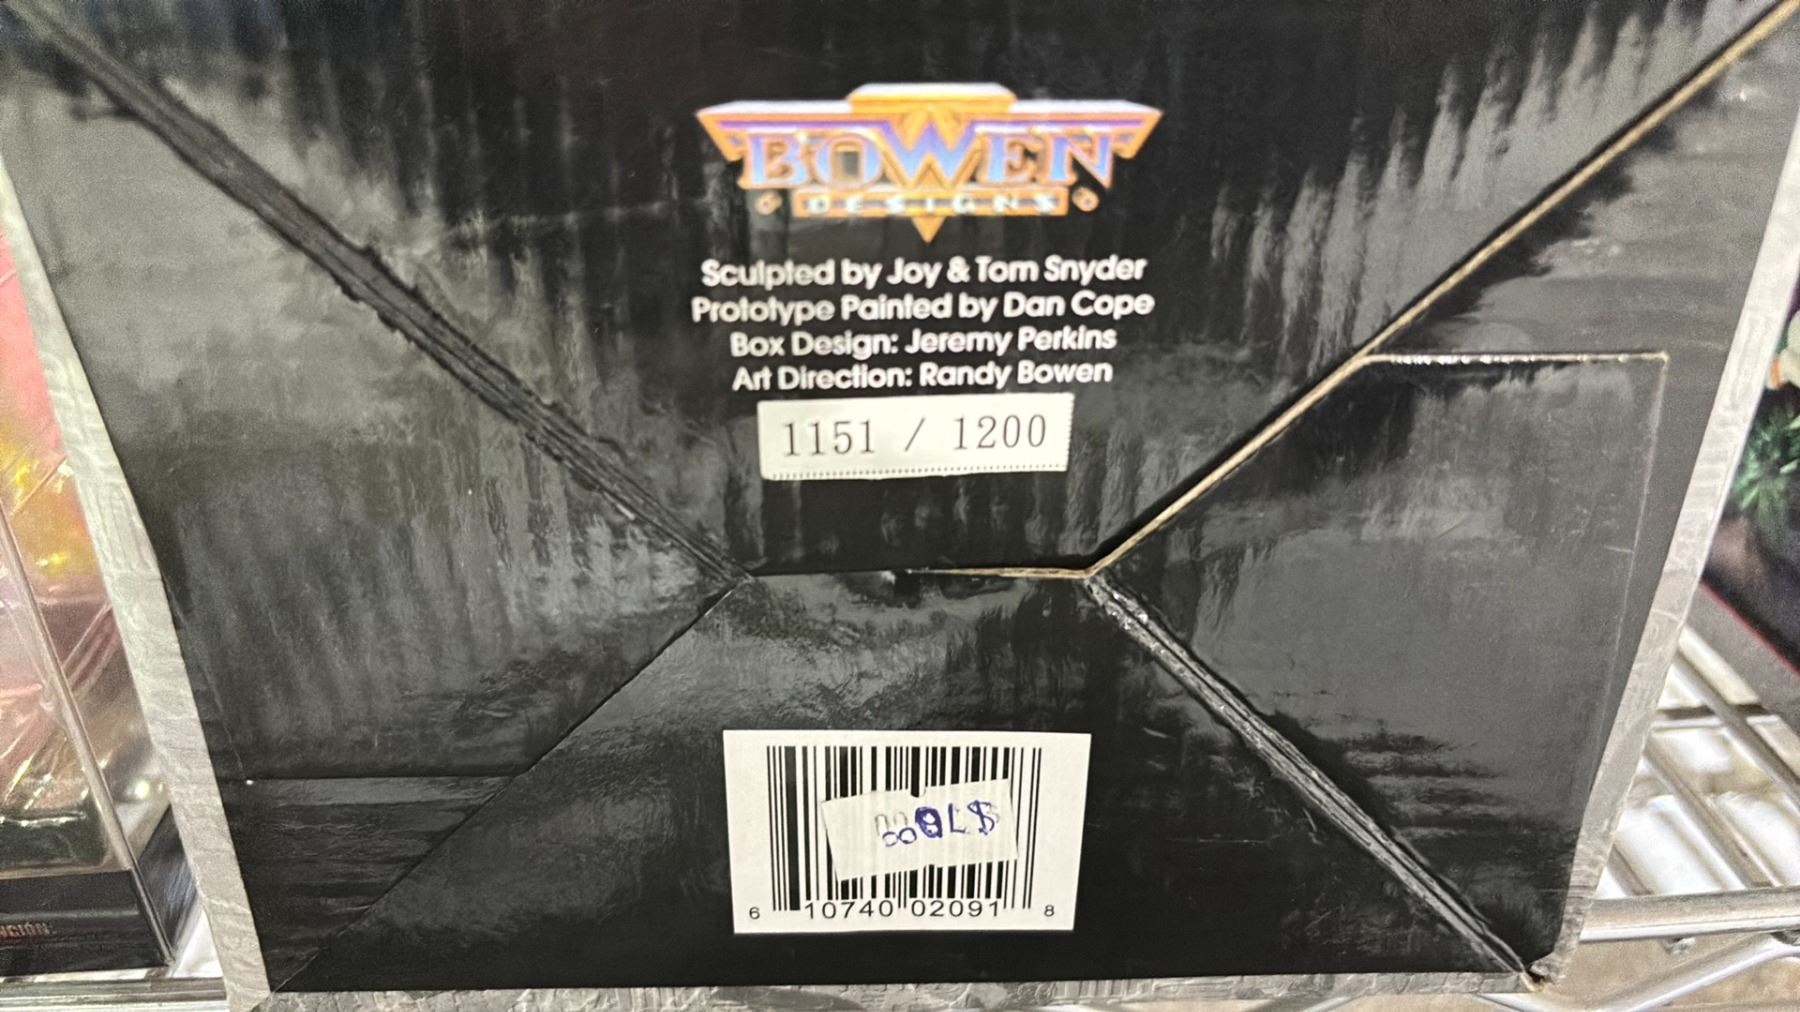 BOWEN
DESIGNS
Sculpted by Joy & Tom Snyder
Prototype Painted by Dan Cope
Box Design: Jeremy Perkins
Art Direction: Randy Bowen
1151 / 1200
6 10740 02091 8